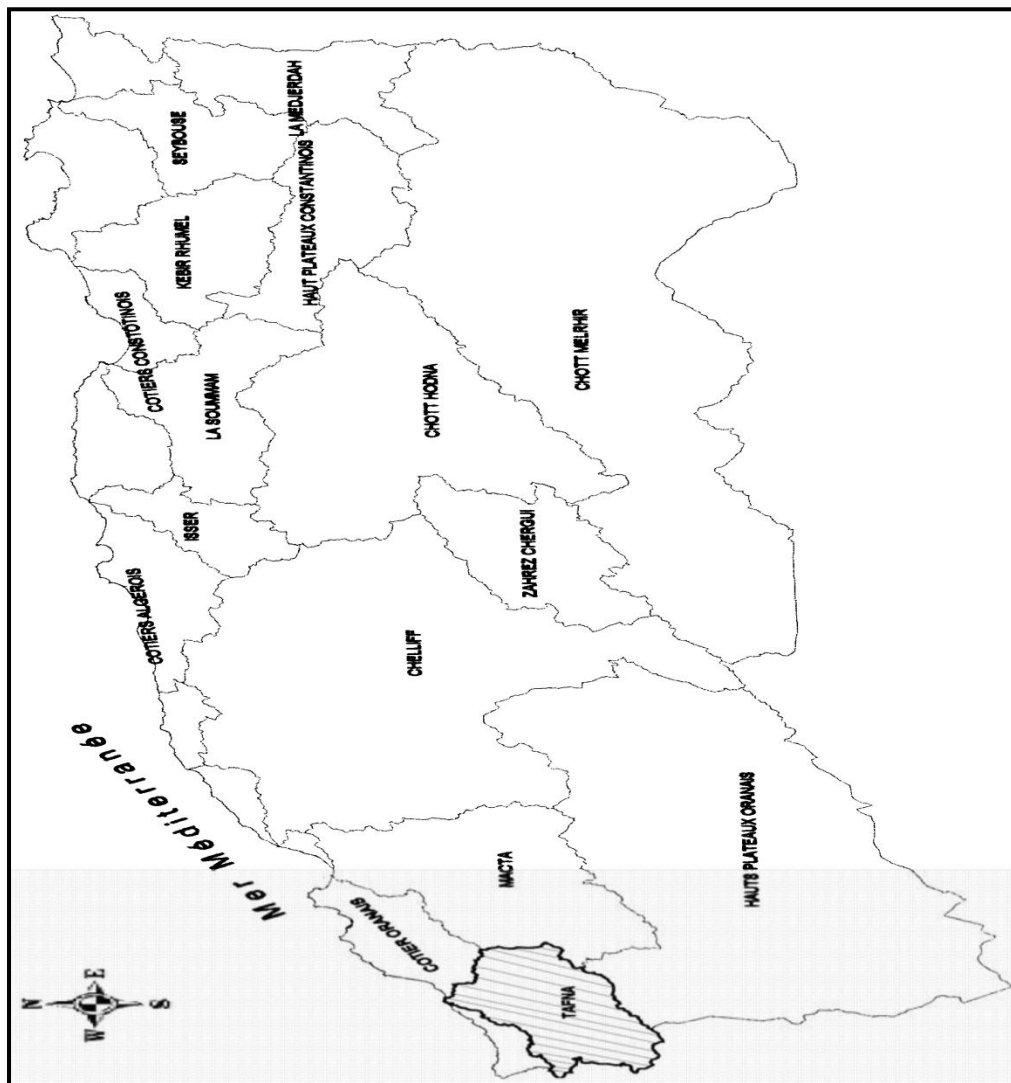 N
W
E
S
Mer Méditerranée
COTIERS ALGEROIS
COTIERS CONSTOTINOIS
ISSER
LA SOUMMAM
KEBIR RHUMEL
SEYBOUSE
LA MEDJERDAH
HAUT PLATEAUX CONSTANTINOIS
CHOTT HODNA
CHOTT MELRHIR
ZAHREZ CHERGUI
CHELLIFF
MACTA
COTIER ORANAIS
TAFNA
HAUTS PLATEAUX ORANAIS